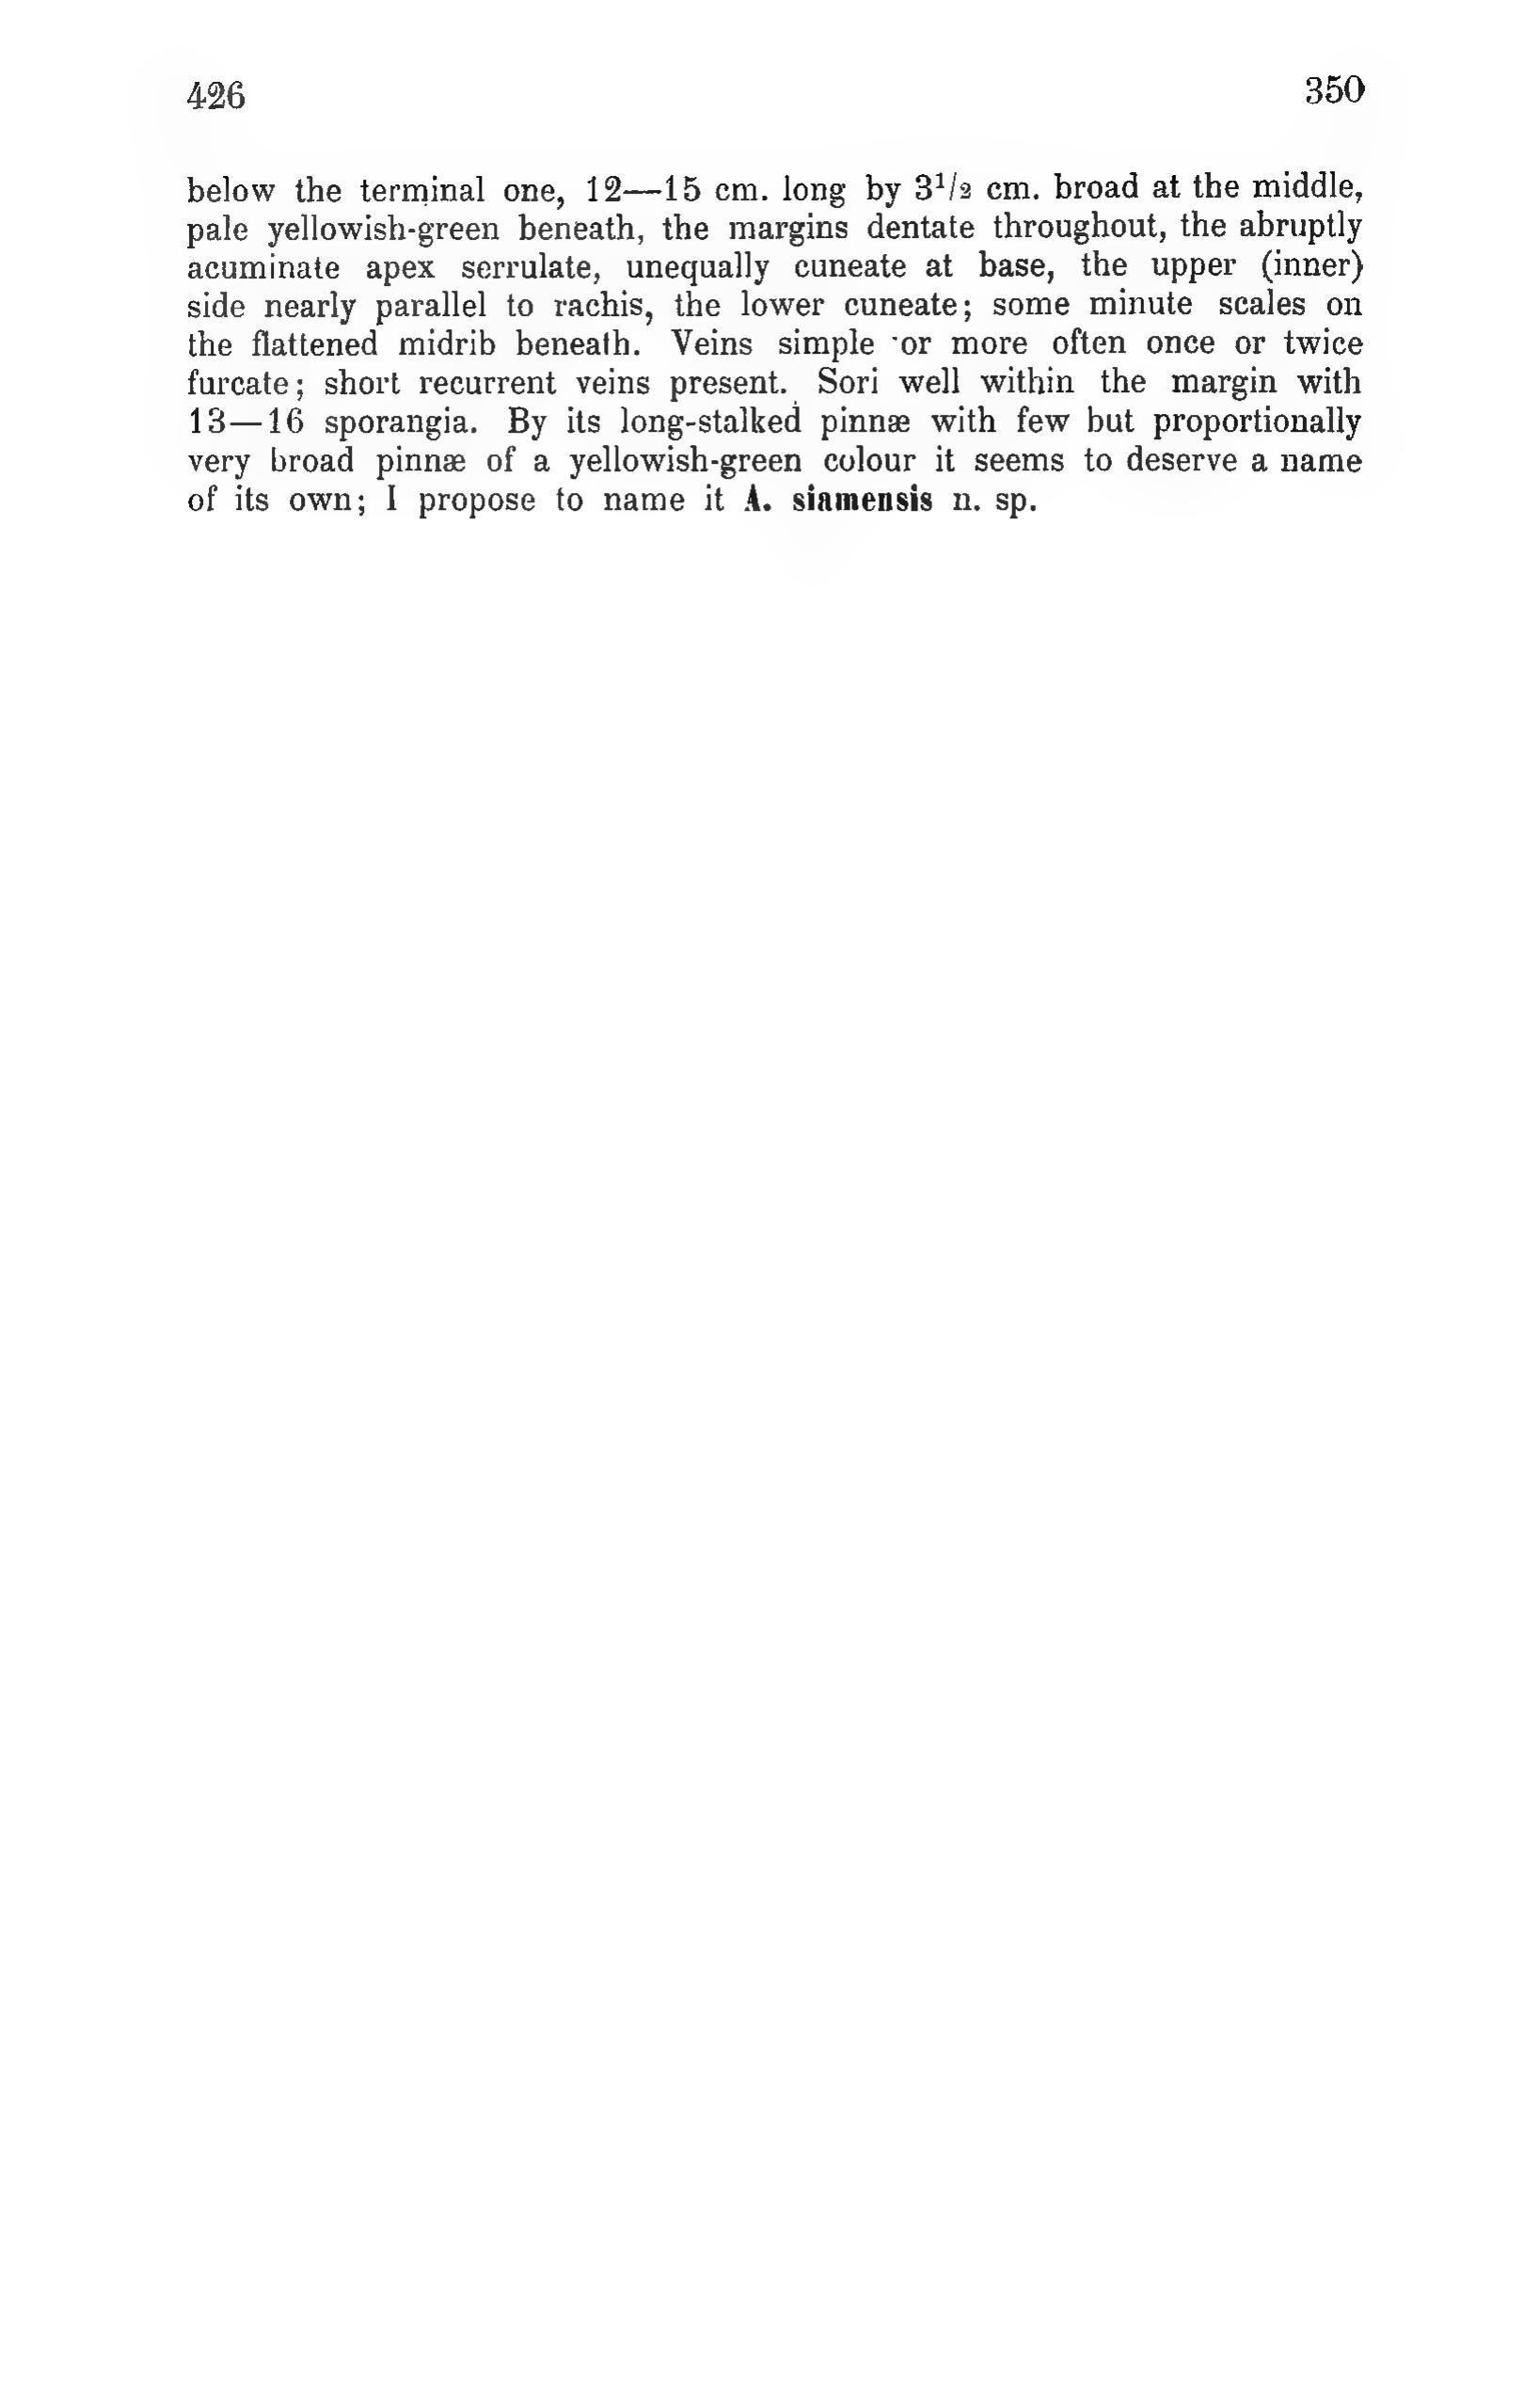 426 350
below the terminal one, 12—15 cm. long by 3¹/₂ cm. broad at the middle,
pale yellowish-green beneath, the margins dentate throughout, the abruptly
acuminate apex serrulate, unequally cuneate at base, the upper (inner)
side nearly parallel to rachis, the lower cuneate; some minute scales on
the flattened midrib beneath. Veins simple or more often once or twice
furcate; short recurrent veins present. Sori well within the margin with
13—16 sporangia. By its long-stalked pinnæ with few but proportionally
very broad pinnæ of a yellowish-green colour it seems to deserve a name
of its own; I propose to name it A. siamensis n. sp.